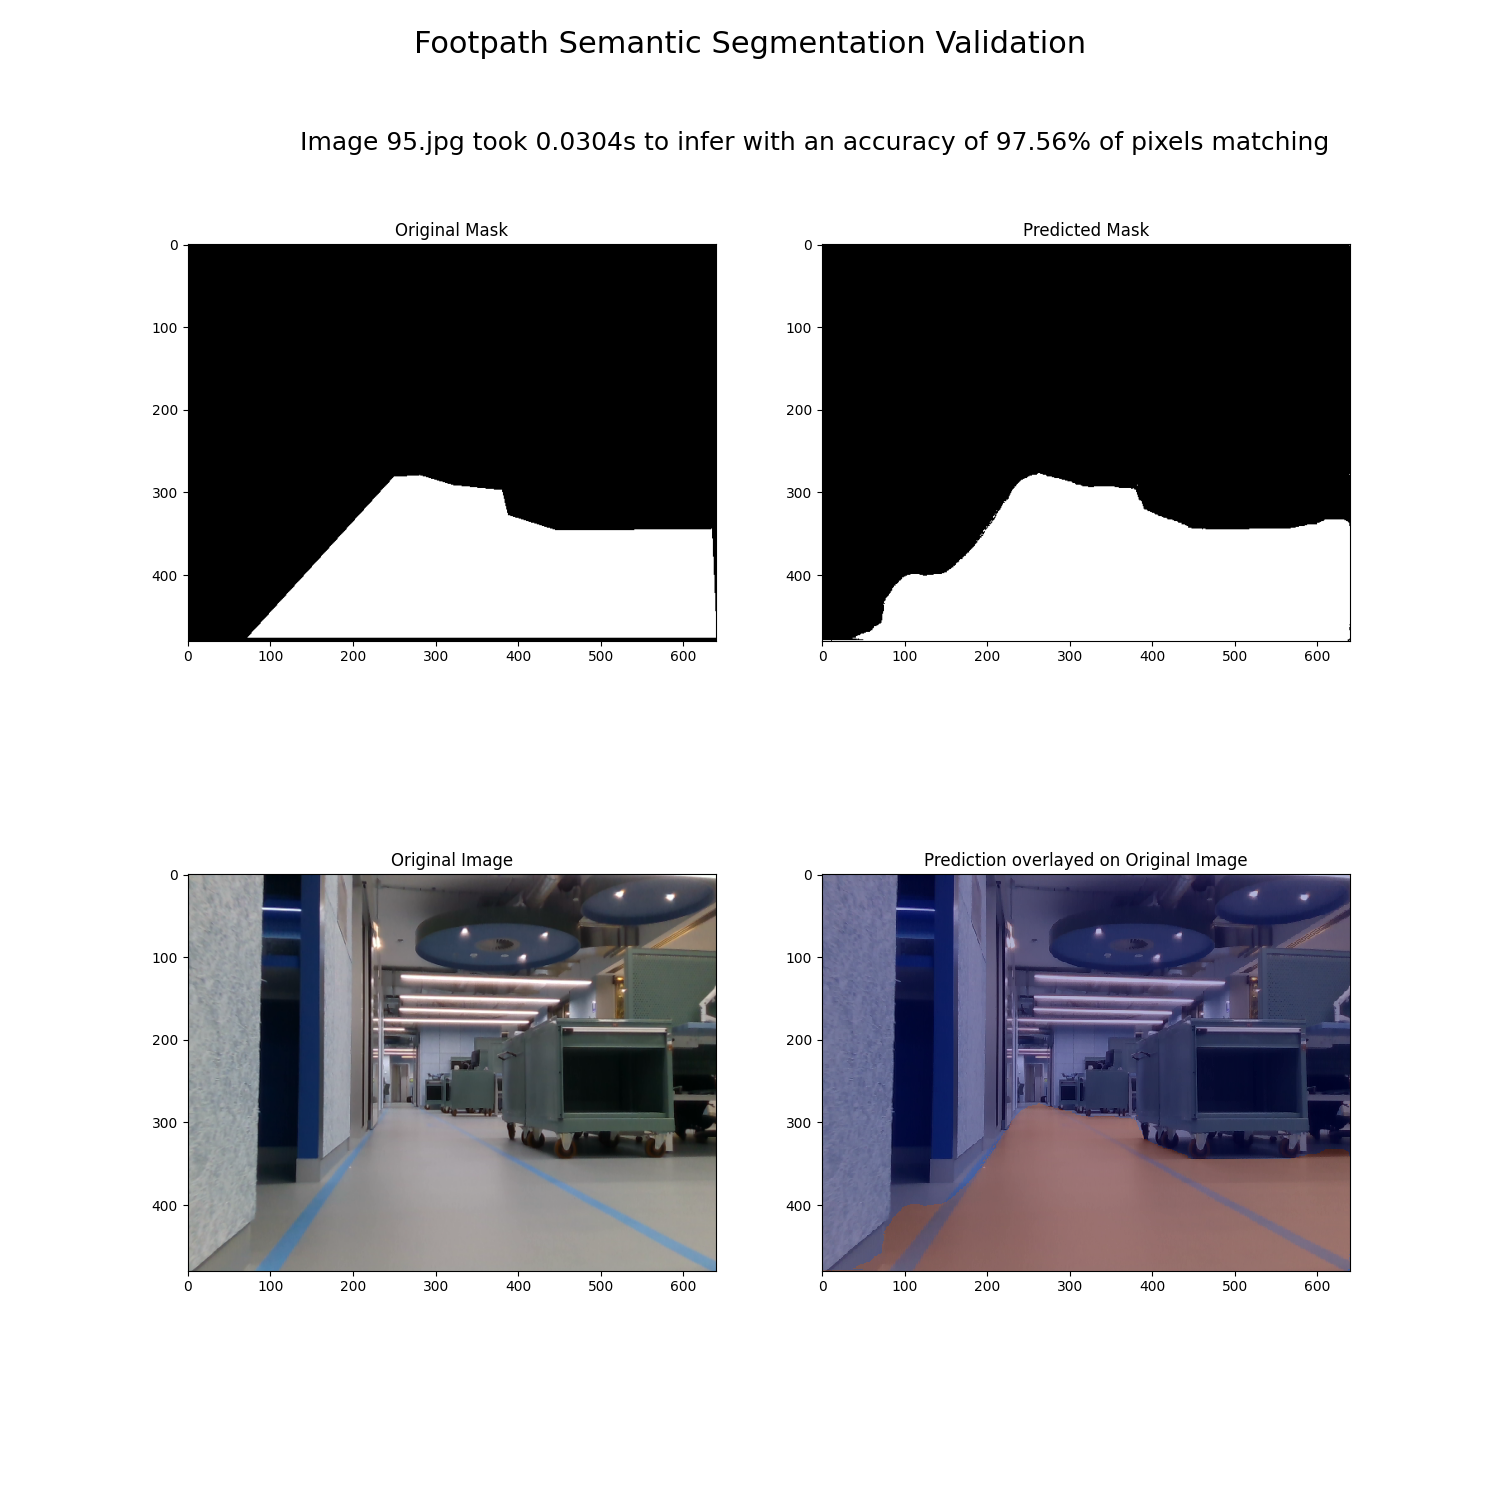 Footpath Semantic Segmentation Validation
Image 95.jpg took 0.0304s to infer with an accuracy of 97.56% of pixels matching
Original Mask
0
100
200
300
400
0 100 200 300 400 500 600
Predicted Mask
0
100
200
300
400
0 100 200 300 400 500 600
Original Image
0
100
200
300
400
0 100 200 300 400 500 600
Prediction overlayed on Original Image
0
100
200
300
400
0 100 200 300 400 500 600